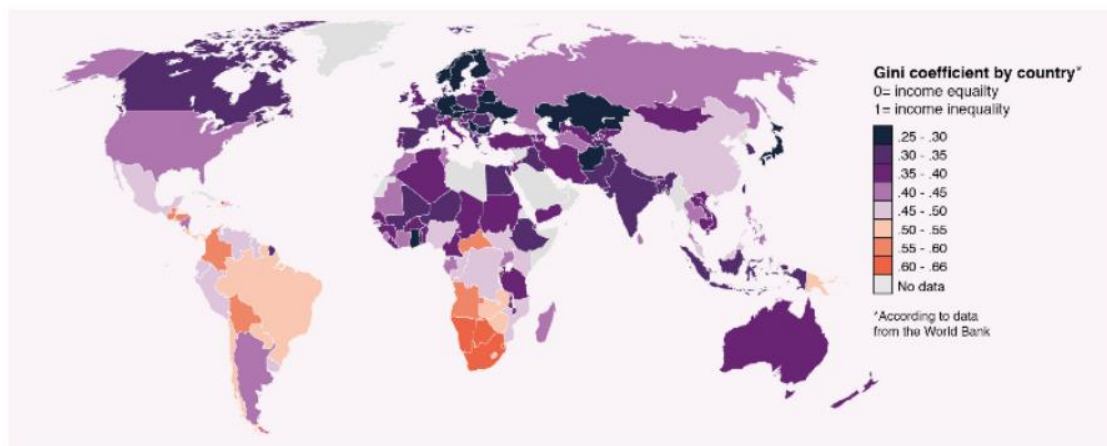 Gini coefficient by country*
0= income equailty
1= income inequality
.25 - .30
.30 - .35
.35 - .40
.40 - .45
.45 - .50
.50 - .55
.55 - .60
.60 - .66
No data
*According to data
from the World Bank